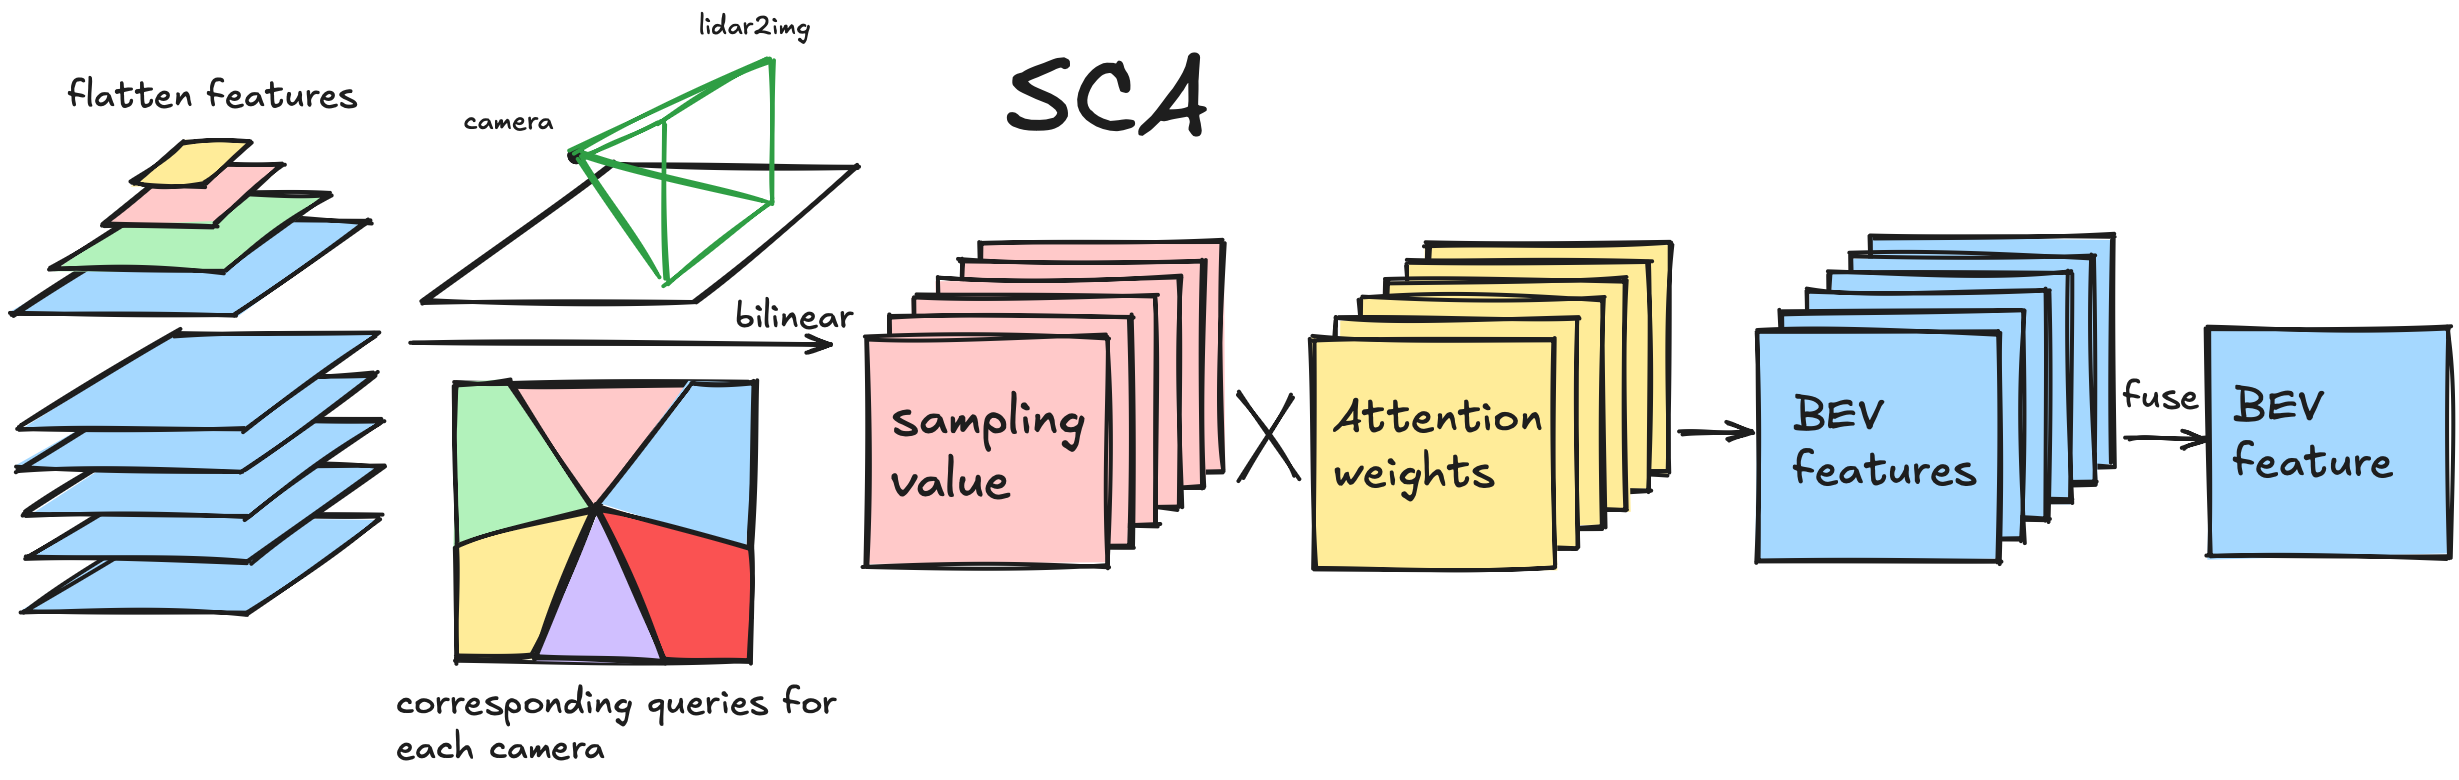 lidar2img
SCA
flatten features
camera
bilinear
sampling
value
Attention
weights
BEV
features
fuse
BEV
feature
corresponding queries for
each camera